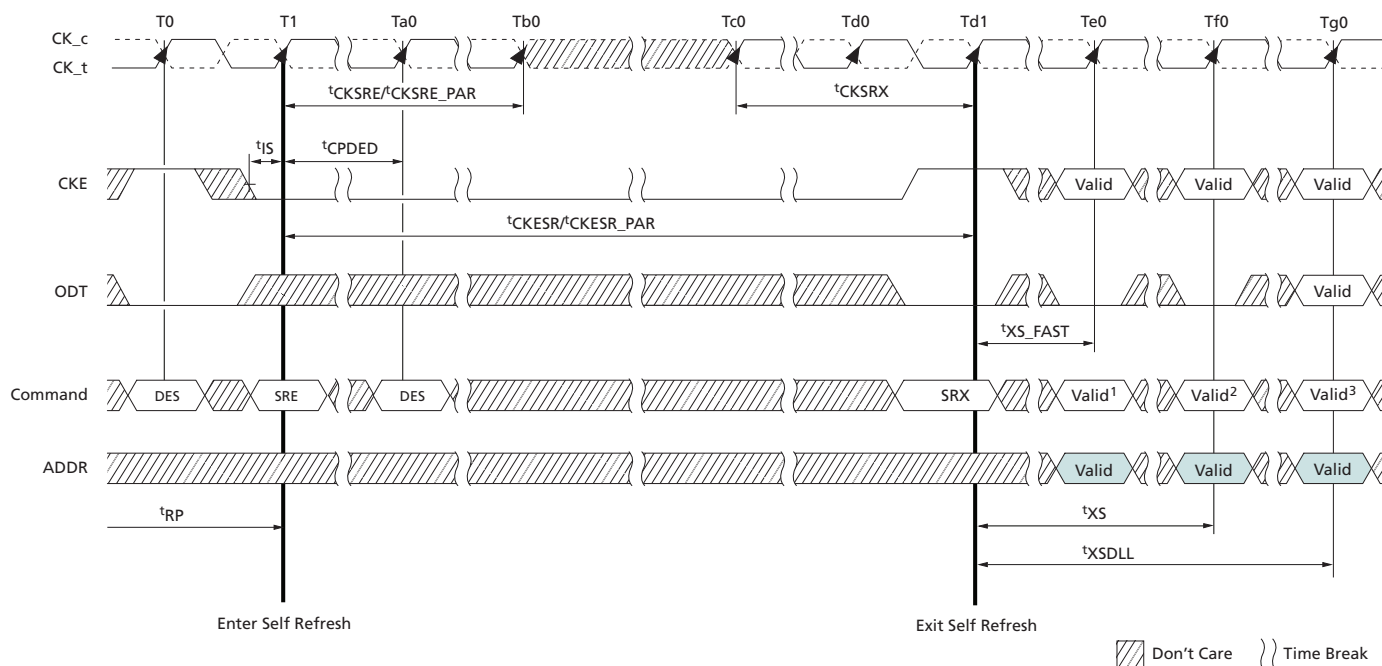 T0 T1 Ta0 Tb0 Tc0 Td0 Td1 Te0 Tf0 Tg0
CK_c
CK_t
tCKSRE/tCKSRE_PAR tCKSRX
tIS tCPDED
CKE Valid Valid Valid
tCKESR/tCKESR_PAR
ODT Valid
tXS_FAST
Command DES SRE DES SRX Valid1 Valid2 Valid3
ADDR Valid Valid Valid
tRP tXS
tXSDLL
Enter Self Refresh Exit Self Refresh
Don't Care Time Break